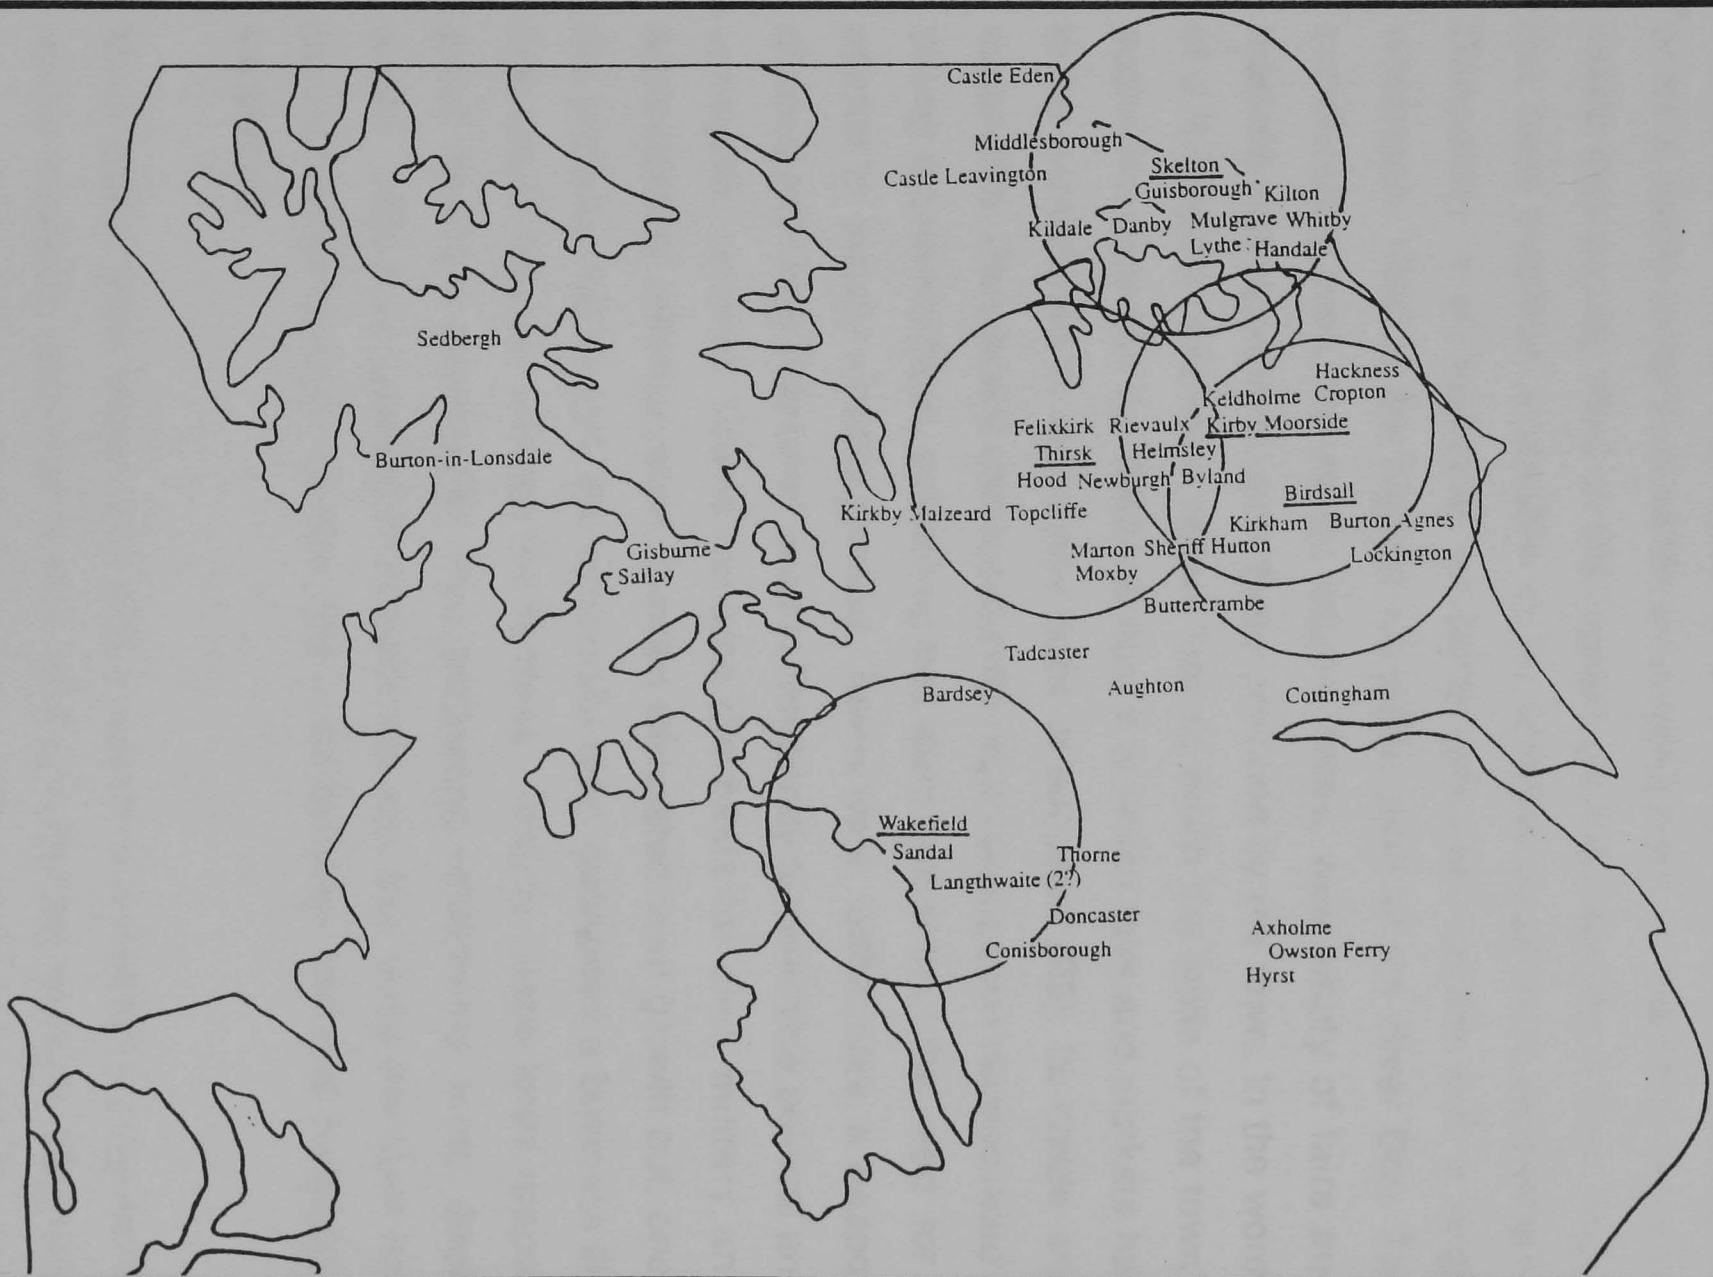 Castle Eden
Middlesborough
Skelton
Castle Leavington
Guisborough Kilton
Kildale Danby Mulgrave Whitby
Lythe Handale
Sedbergh
Hackness
Keldholme Cropton
Felixkirk Rievaulx Kirby Moorside
Thirsk Helmsley
Burton-in-Lonsdale
Hood Newburgh Byland
Birdsall
Kirkby Malzeard Topcliffe
Kirkham Burton Agnes
Gisburne
Marton Sheriff Hutton
Lockington
Sallay
Moxby
Buttercrambe
Tadcaster
Aughton
Bardsey
Cottingham
Wakefield
Sandal
Thorne
Langthwaite (2?)
Doncaster
Axholme
Conisborough
Owston Ferry
Hyrst